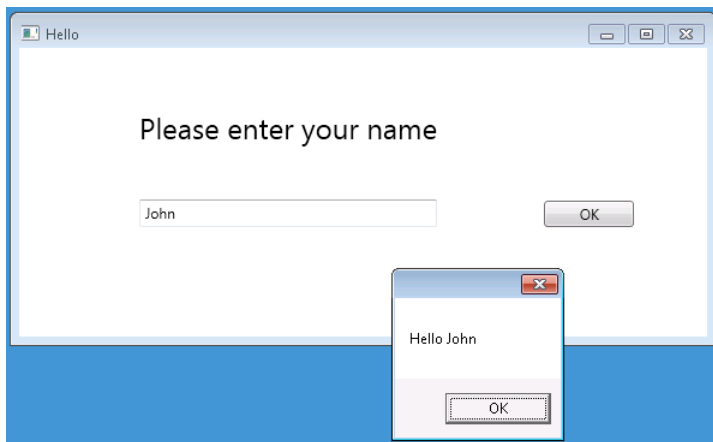 Hello
Please enter your name
John
OK
Hello John
OK